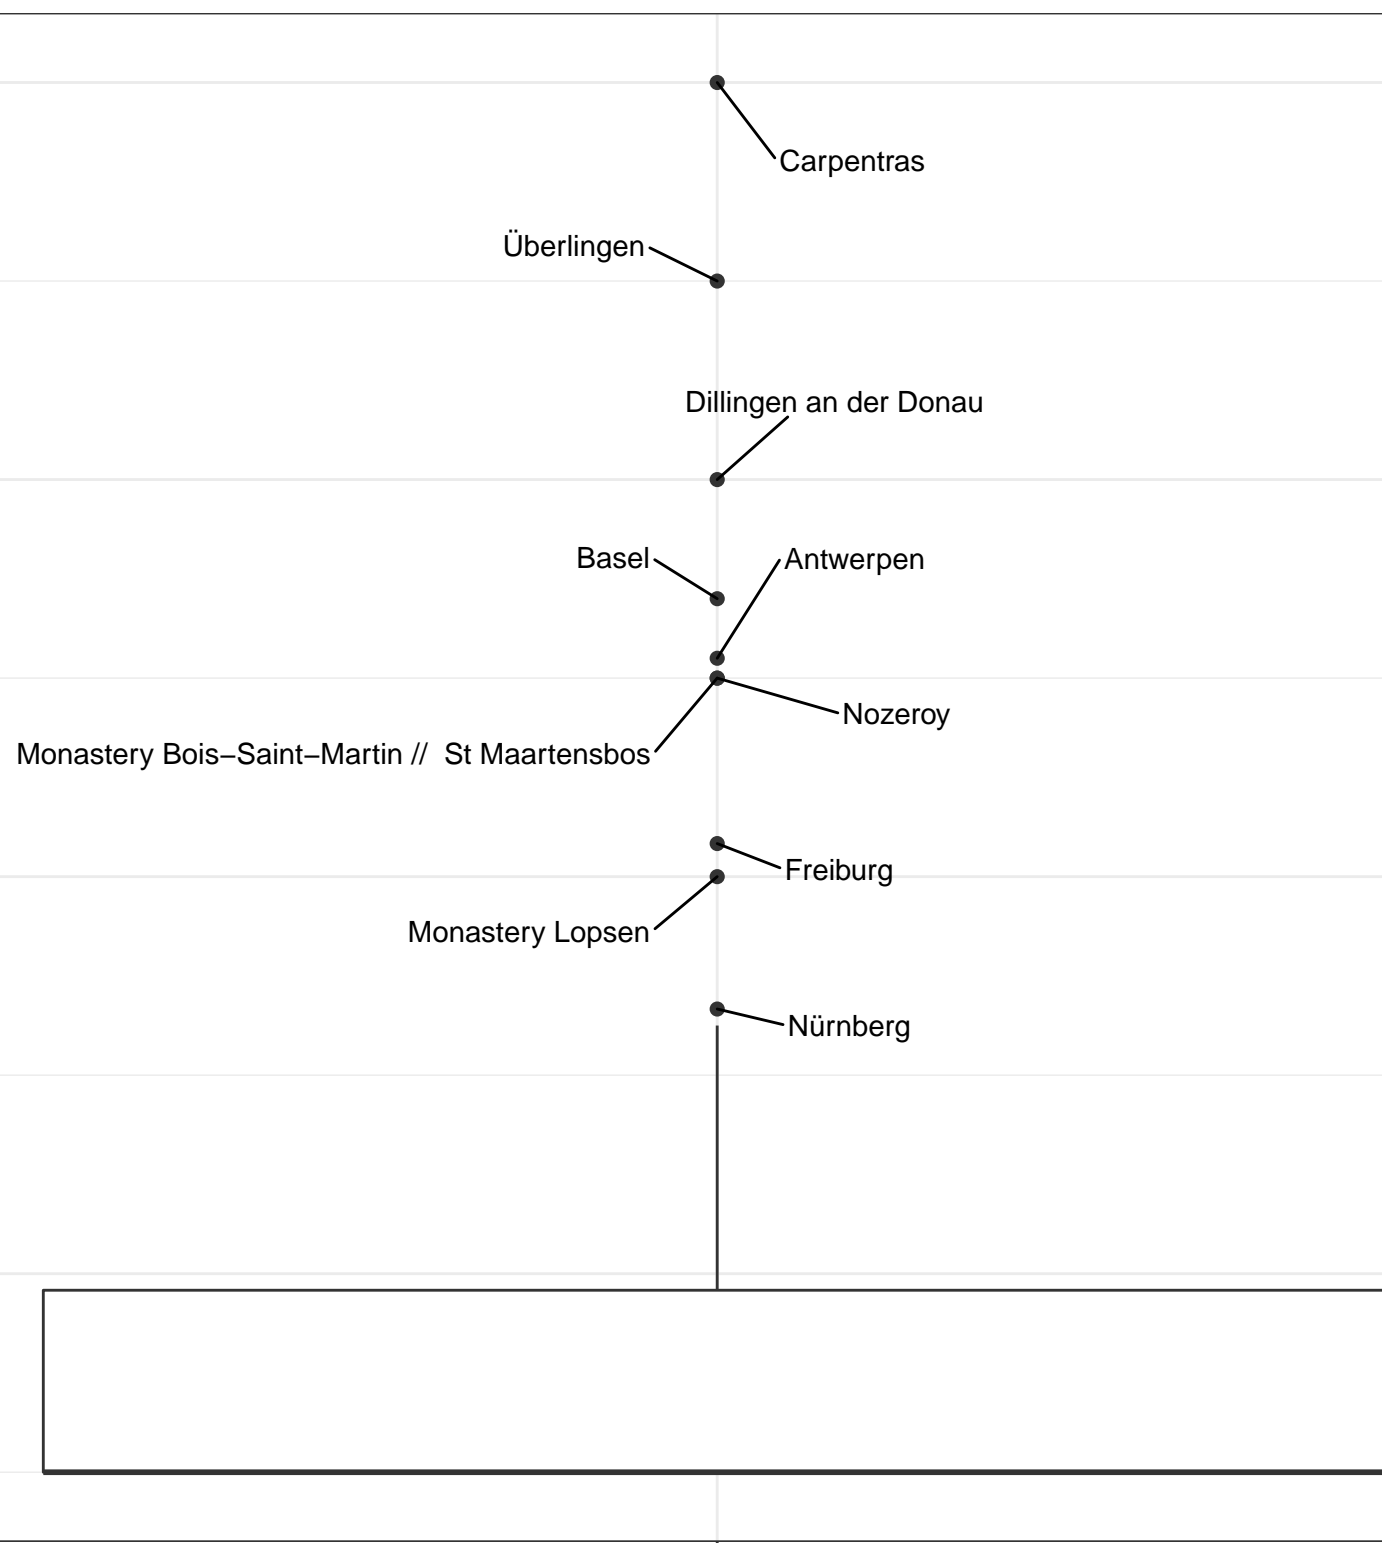 Carpentras
Überlingen
Dillingen an der Donau
Basel
Antwerpen
Nozeroy
Monastery Bois−Saint−Martin //  St Maartensbos
Freiburg
Monastery Lopsen
Nürnberg